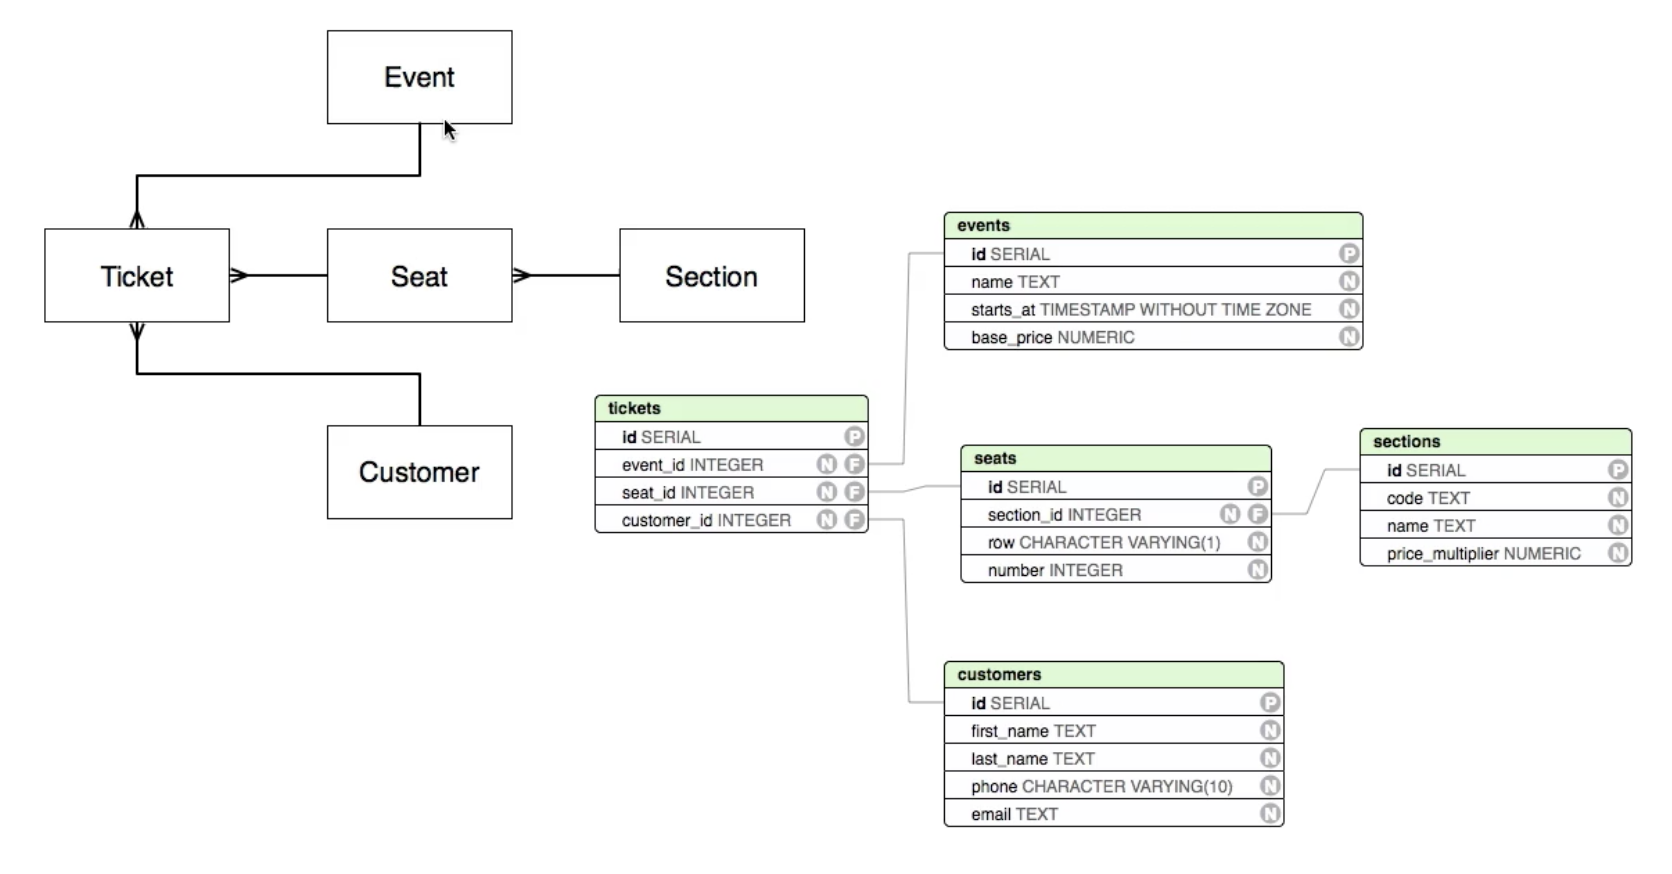 Event
Ticket
Seat
Section
Customer
events
id SERIAL P
name TEXT N
starts_at TIMESTAMP WITHOUT TIME ZONE N
base_price NUMERIC N
tickets
id SERIAL P
event_id INTEGER N F
seat_id INTEGER N F
customer_id INTEGER N F
seats
id SERIAL P
section_id INTEGER N F
row CHARACTER VARYING(1) N
number INTEGER N
sections
id SERIAL P
code TEXT N
name TEXT N
price_multiplier NUMERIC N
customers
id SERIAL P
first_name TEXT N
last_name TEXT N
phone CHARACTER VARYING(10) N
email TEXT N